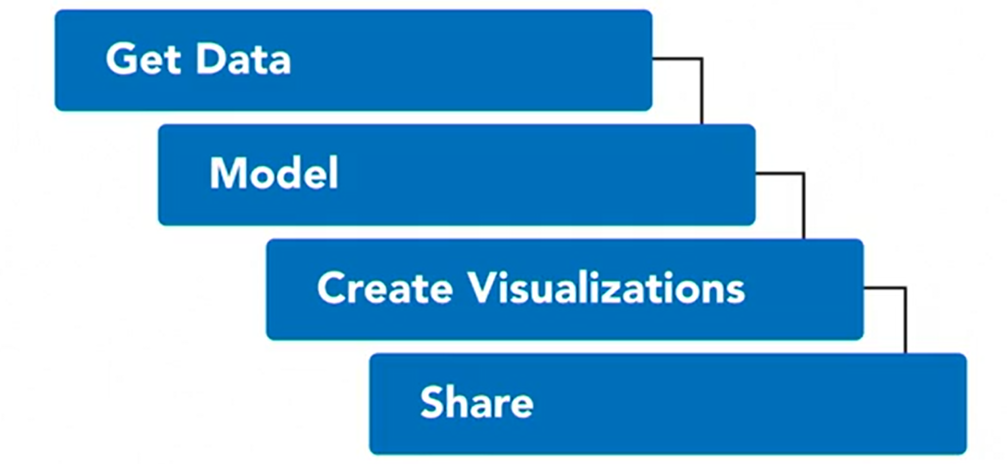 Get Data
Model
Create Visualizations
Share